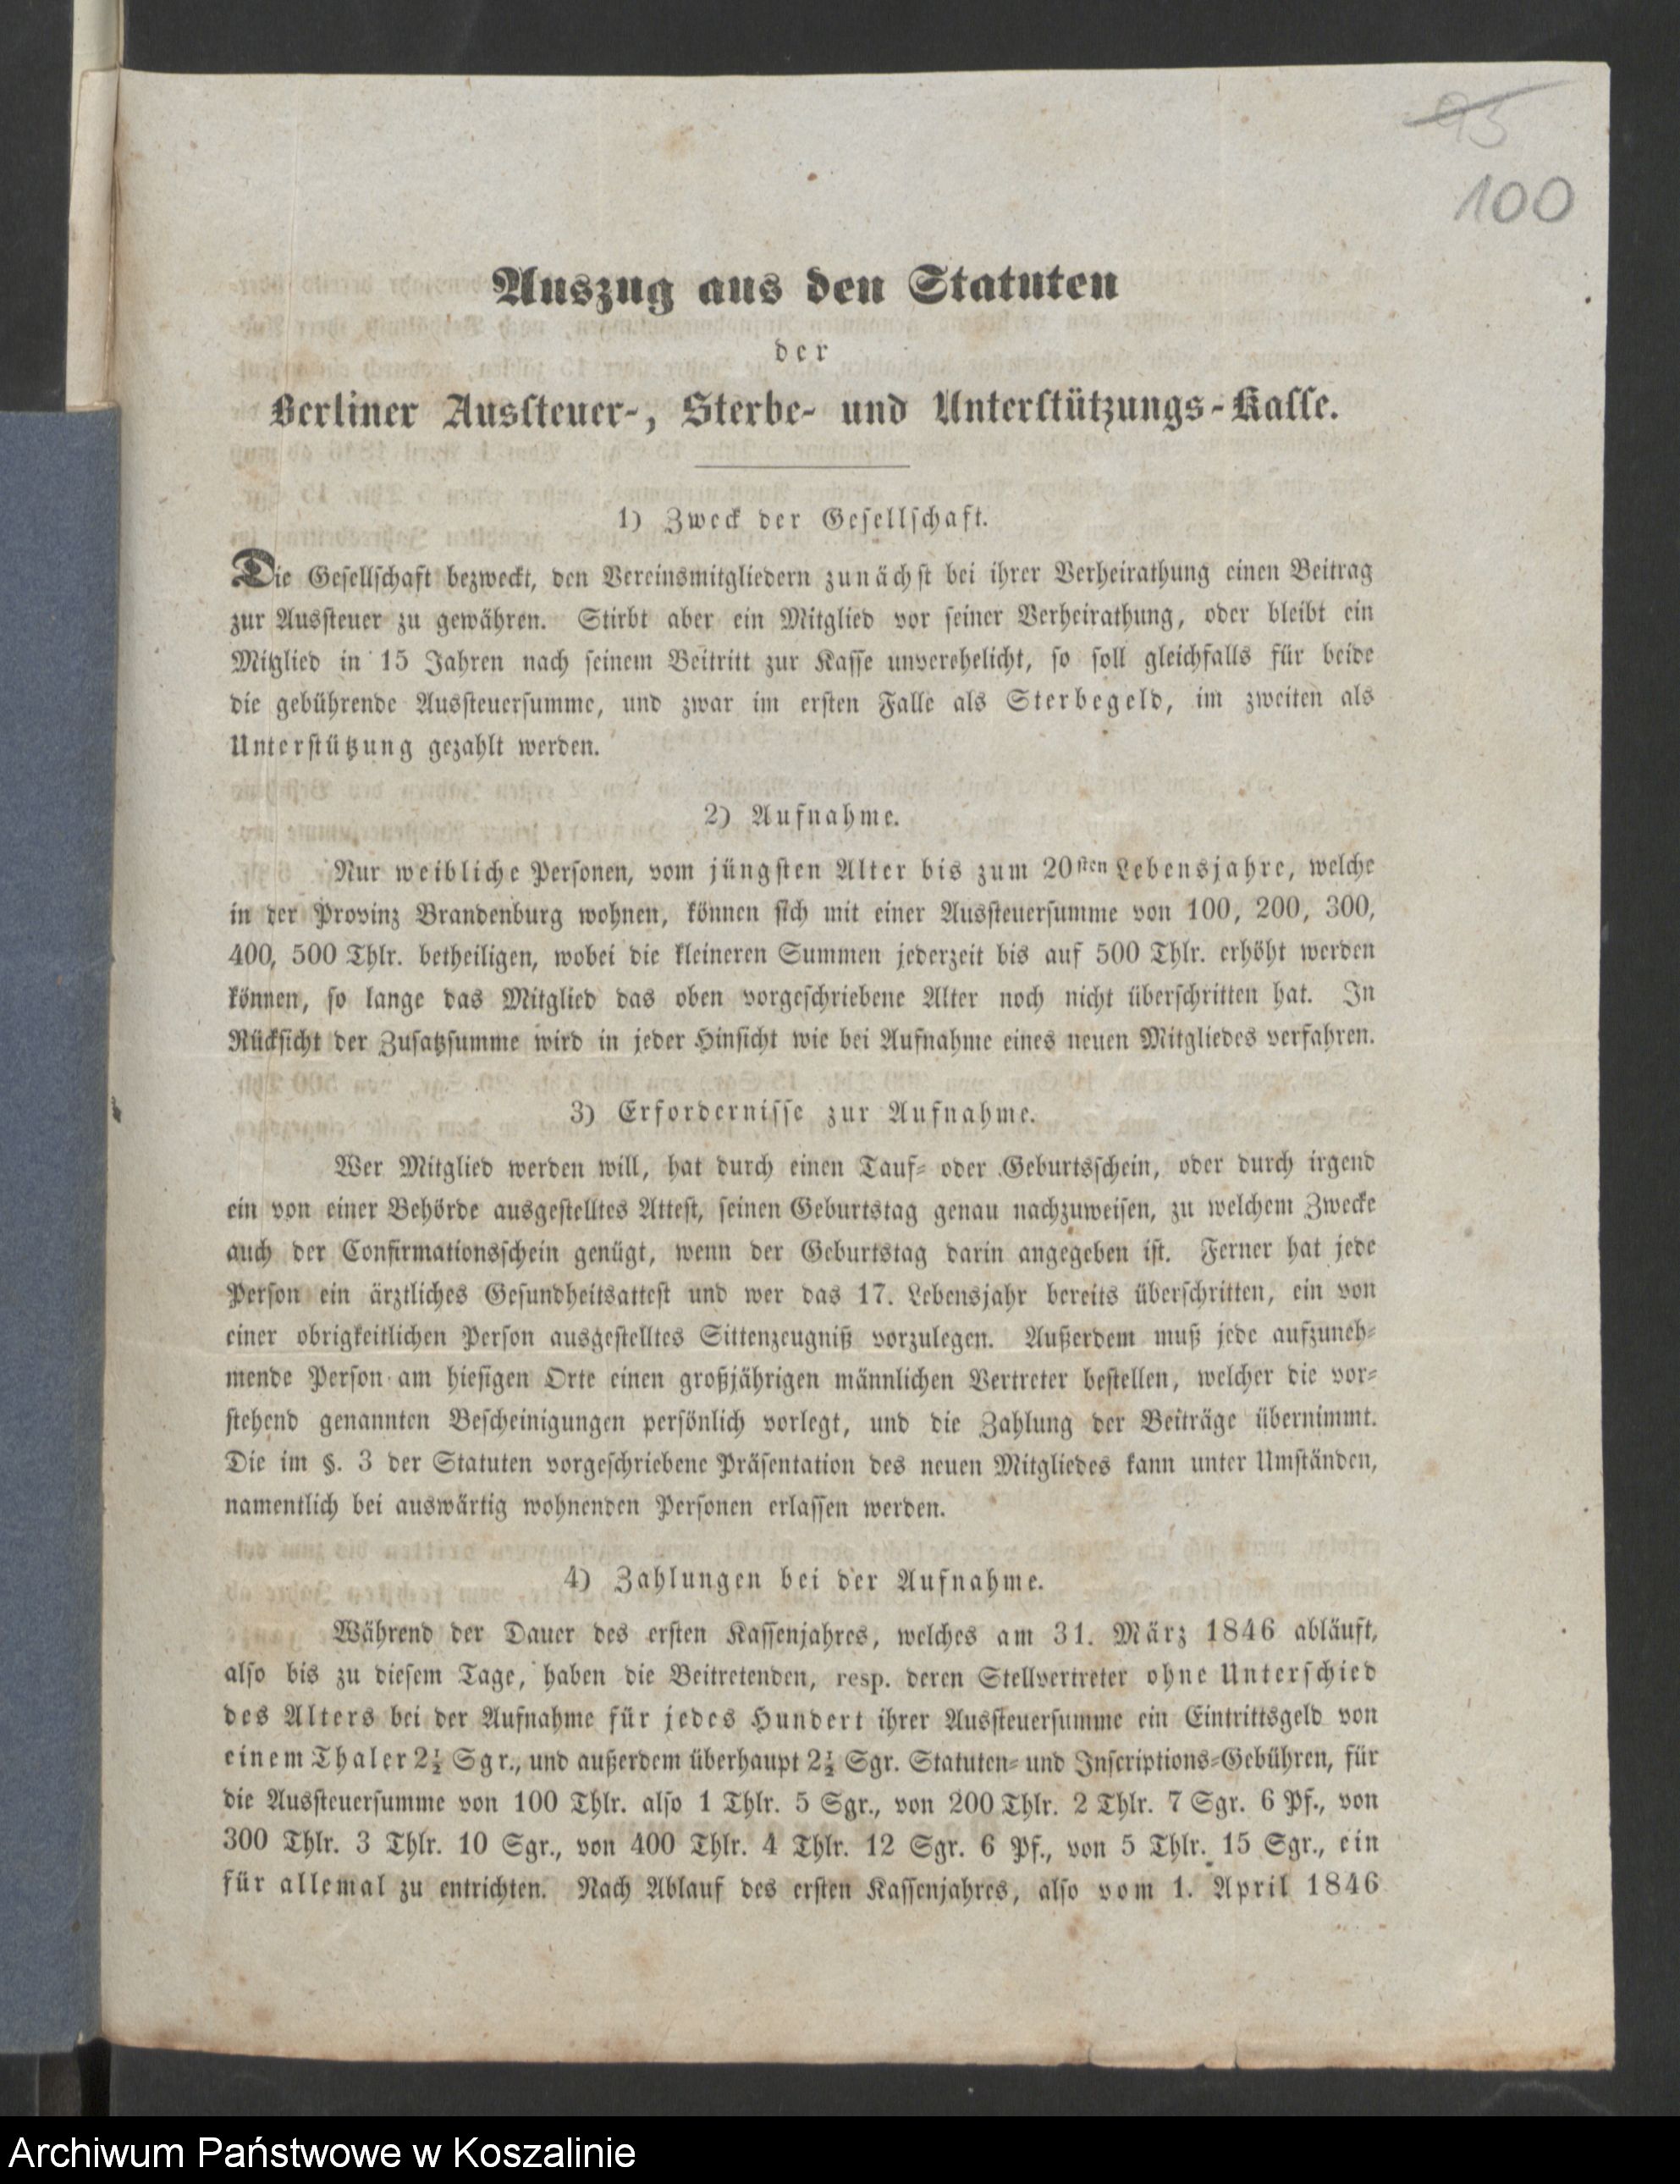 95
100
Auszug aus den Statuten
der
Berliner Aussteuer-, Sterbe- und Unterstützungs-Kasse.
1) Zweck der Gesellschaft.
Die Gesellschaft bezweckt, den Vereinsmitgliedern zunächst bei ihrer Verheirathung einen Beitrag
zur Aussteuer zu gewähren. Stirbt aber ein Mitglied vor seiner Verheirathung, oder bleibt ein
Mitglied in 15 Jahren nach seinem Beitritt zur Kasse unverehelicht, so soll gleichfalls für beide
die gebührende Aussteuersumme, und zwar im ersten Falle als Sterbegeld, im zweiten als
Unterstützung gezahlt werden.
2) Aufnahme.
Nur weibliche Personen, vom jüngsten Alter bis zum 20sten Lebensjahre, welche
in der Provinz Brandenburg wohnen, können sich mit einer Aussteuersumme von 100, 200, 300,
400, 500 Thlr. betheiligen, wobei die kleineren Summen jederzeit bis auf 500 Thlr. erhöht werden
können, so lange das Mitglied das oben vorgeschriebene Alter noch nicht überschritten hat. In
Rücksicht der Zusatzsumme wird in jeder Hinsicht wie bei Aufnahme eines neuen Mitgliedes verfahren.
3) Erfordernisse zur Aufnahme.
Wer Mitglied werden will, hat durch einen Tauf- oder Geburtsschein, oder durch irgend
ein von einer Behörde ausgestelltes Attest, seinen Geburtstag genau nachzuweisen, zu welchem Zwecke
auch der Confirmationsschein genügt, wenn der Geburtstag darin angegeben ist. Ferner hat jede
Person ein ärztliches Gesundheitsattest und wer das 17. Lebensjahr bereits überschritten, ein von
einer obrigkeitlichen Person ausgestelltes Sittenzeugniß vorzulegen. Außerdem muß jede aufzuneh-
mende Person am hiesigen Orte einen großjährigen männlichen Vertreter bestellen, welcher die vor-
stehend genannten Bescheinigungen persönlich vorlegt, und die Zahlung der Beiträge übernimmt.
Die im §. 3 der Statuten vorgeschriebene Präsentation des neuen Mitgliedes kann unter Umständen,
namentlich bei auswärtig wohnenden Personen erlassen werden.
4) Zahlungen bei der Aufnahme.
Während der Dauer des ersten Kassenjahres, welches am 31. März 1846 abläuft,
also bis zu diesem Tage, haben die Beitretenden, resp. deren Stellvertreter ohne Unterschied
des Alters bei der Aufnahme für jedes Hundert ihrer Aussteuersumme ein Eintrittsgeld von
einem Thaler 2½ Sgr., und außerdem überhaupt 2½ Sgr. Statuten- und Inscriptions-Gebühren, für
die Aussteuersumme von 100 Thlr. also 1 Thlr. 5 Sgr., von 200 Thlr. 2 Thlr. 7 Sgr. 6 Pf., von
300 Thlr. 3 Thlr. 10 Sgr., von 400 Thlr. 4 Thlr. 12 Sgr. 6 Pf., von 5 Thlr. 15 Sgr., ein
für allemal zu entrichten. Nach Ablauf des ersten Kassenjahres, also vom 1. April 1846
Archiwum Państwowe w Koszalinie